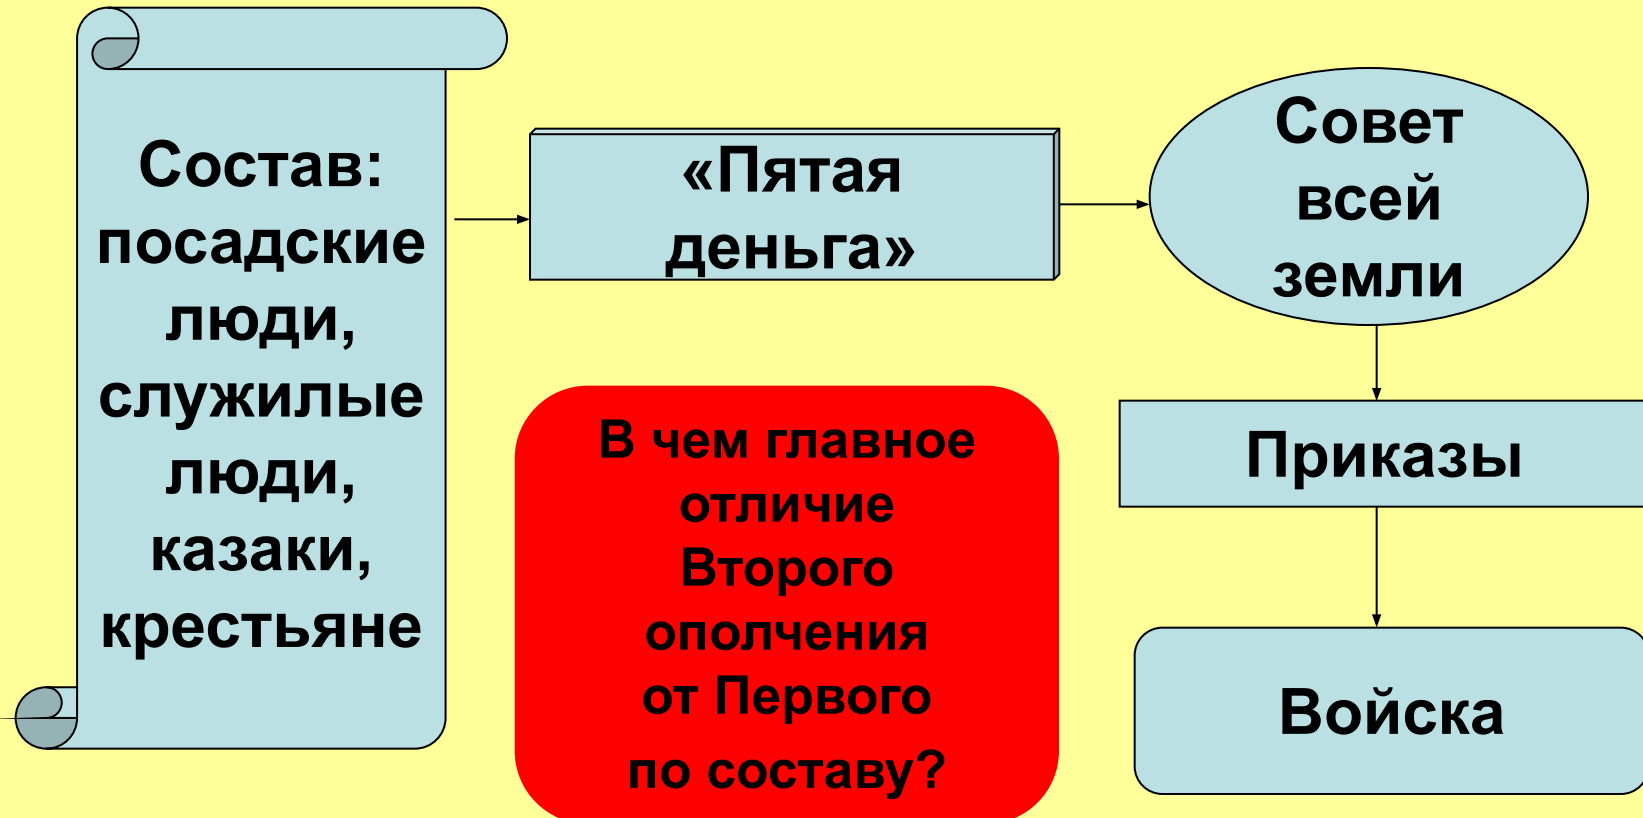 Состав:
посадские
люди,
служилые
люди,
казаки,
крестьяне
«Пятая
деньга»
Совет
всей
земли
Приказы
Войска
В чем главное
отличие
Второго
ополчения
от Первого
по составу?